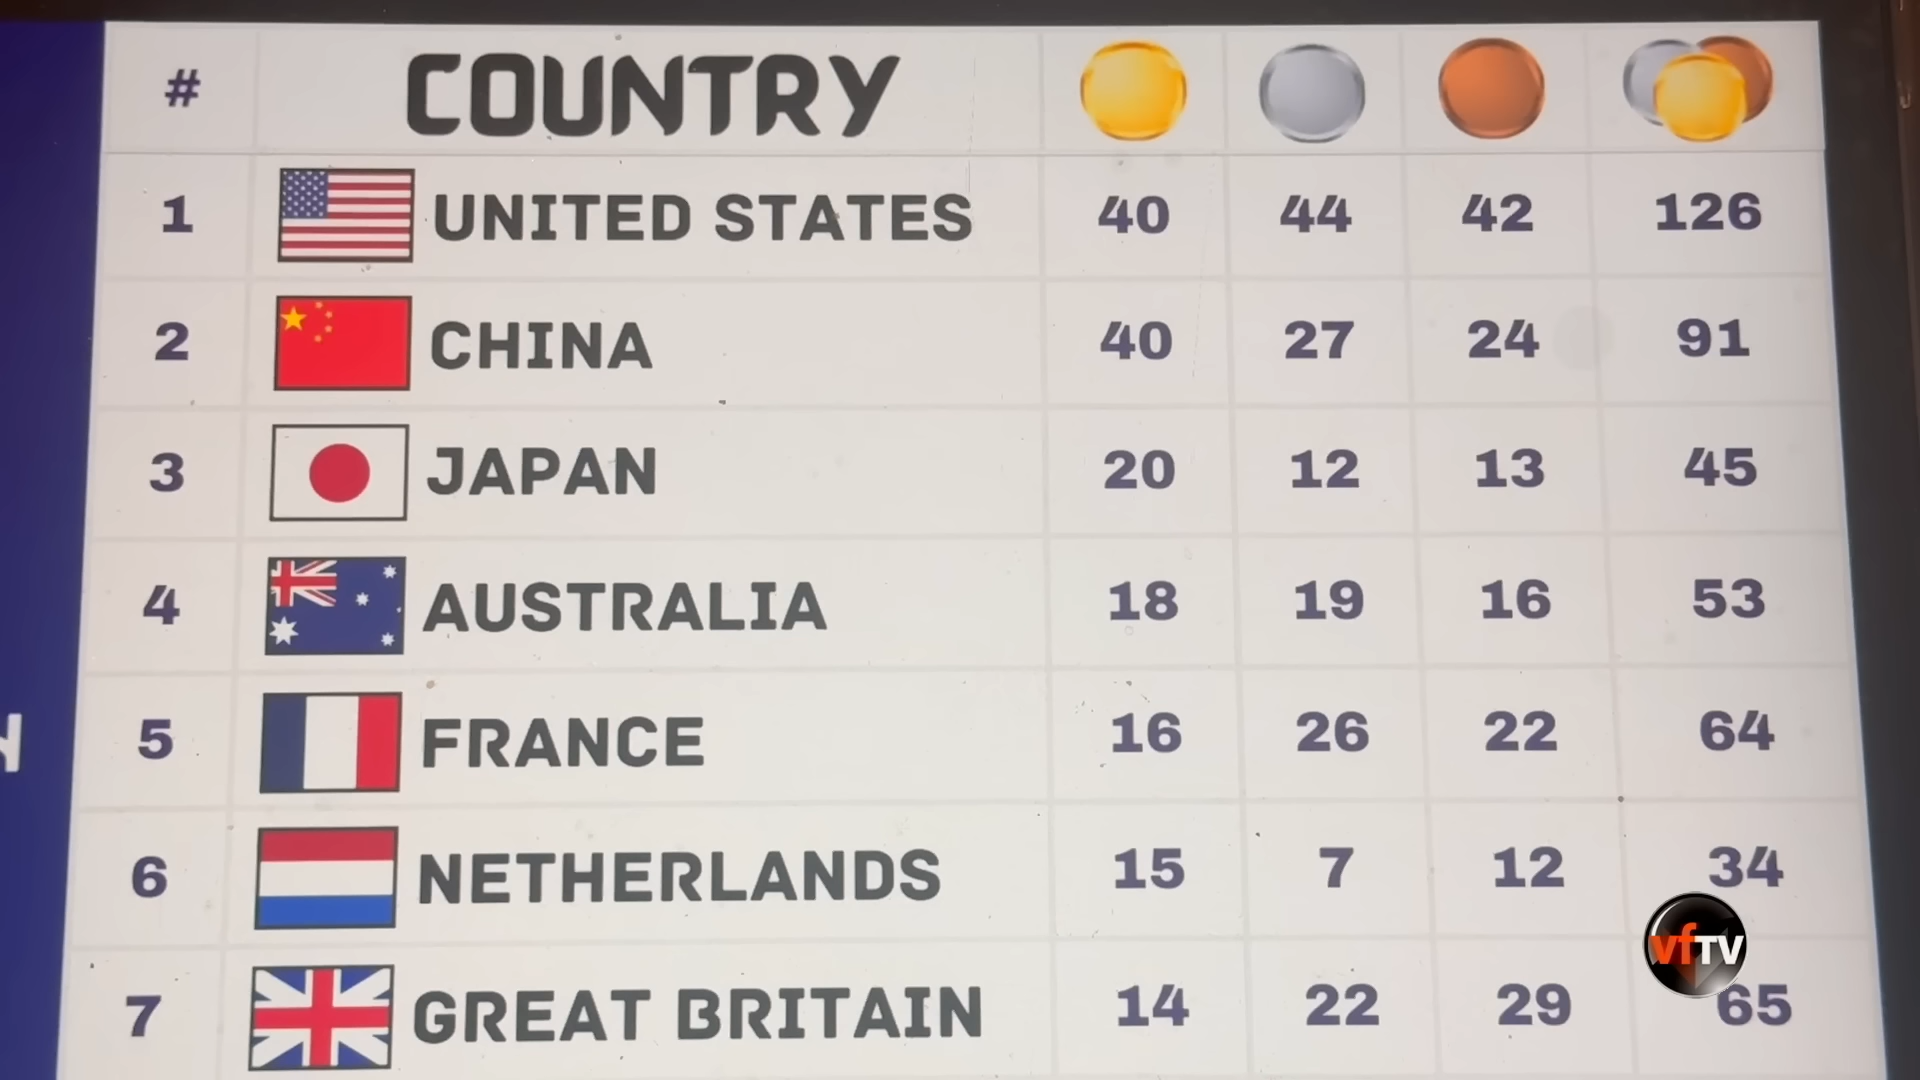 # COUNTRY
1 UNITED STATES 40 44 42 126
2 CHINA 40 27 24 91
3 JAPAN 20 12 13 45
4 AUSTRALIA 18 19 16 53
5 FRANCE 16 26 22 64
6 NETHERLANDS 15 7 12 34
7 GREAT BRITAIN 14 22 29 65
vfTV